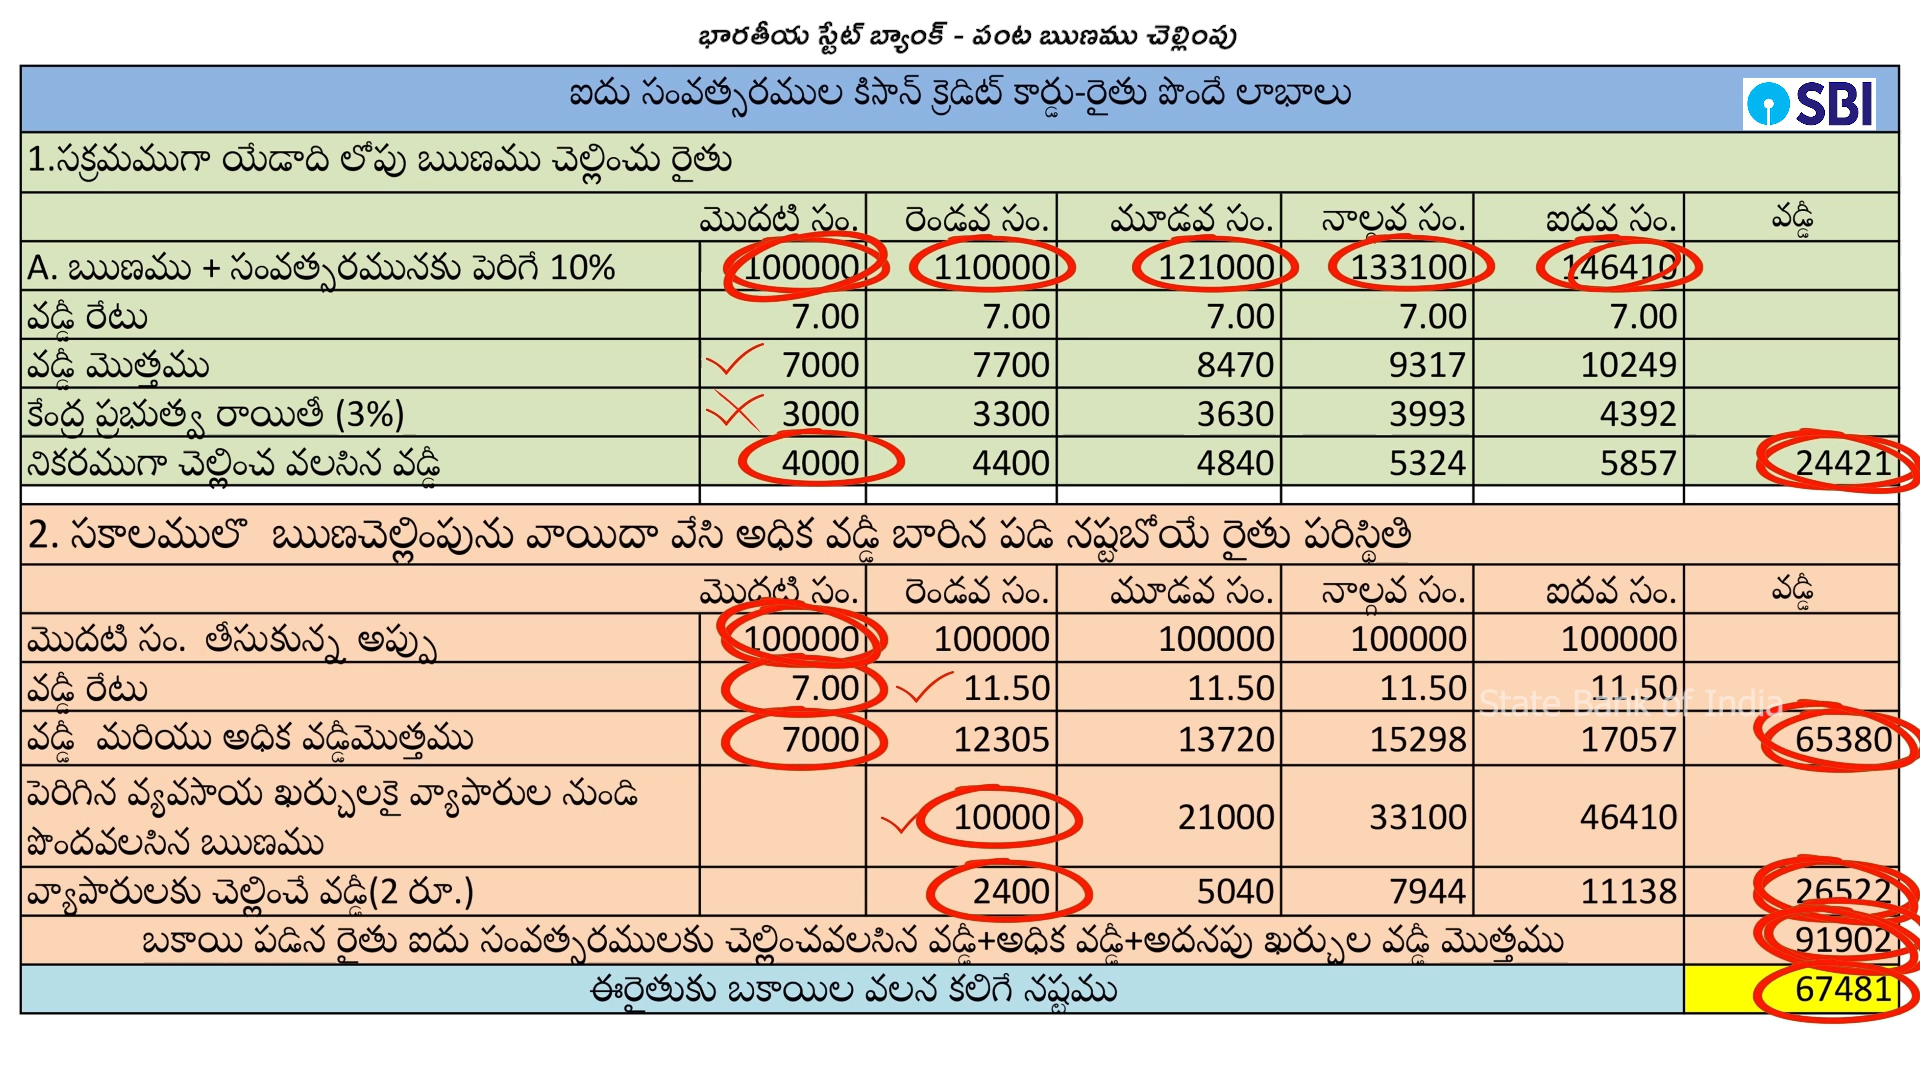 భారతీయ స్టేట్ బ్యాంక్ - పంట ఋణము చెల్లింపు
ఐదు సంవత్సరముల కిసాన్ క్రెడిట్ కార్డు-రైతు పొందే లాభాలు
SBI
1.సక్రమముగా యేడాది లోపు ఋణము చెల్లించు రైతు
మొదటి సం. రెండవ సం. మూడవ సం. నాల్గవ సం. ఐదవ సం. వడ్డీ
A. ఋణము + సంవత్సరమునకు పెరిగే 10% 100000 110000 121000 133100 146410
వడ్డీ రేటు 7.00 7.00 7.00 7.00 7.00
వడ్డీ మొత్తము 7000 7700 8470 9317 10249
కేంద్ర ప్రభుత్వ రాయితీ (3%) 3000 3300 3630 3993 4392
నికరముగా చెల్లించ వలసిన వడ్డీ 4000 4400 4840 5324 5857 24421
2. సకాలములొ ఋణచెల్లింపును వాయిదా వేసి అధిక వడ్డీ బారిన పడి నష్టబోయే రైతు పరిస్థితి
మొదటి సం. రెండవ సం. మూడవ సం. నాల్గవ సం. ఐదవ సం. వడ్డీ
మొదటి సం. తీసుకున్న అప్పు 100000 100000 100000 100000 100000
వడ్డీ రేటు 7.00 11.50 11.50 11.50 11.50
State Bank of India
వడ్డీ మరియు అధిక వడ్డీమొత్తము 7000 12305 13720 15298 17057 65380
పెరిగిన వ్యవసాయ ఖర్చులకై వ్యాపారుల నుండి
పొందవలసిన ఋణము 10000 21000 33100 46410
వ్యాపారులకు చెల్లించే వడ్డీ(2 రూ.) 2400 5040 7944 11138 26522
బకాయి పడిన రైతు ఐదు సంవత్సరములకు చెల్లించవలసిన వడ్డీ+అధిక వడ్డీ+అదనపు ఖర్చుల వడ్డీ మొత్తము 91902
ఈరైతుకు బకాయిల వలన కలిగే నష్టము 67481